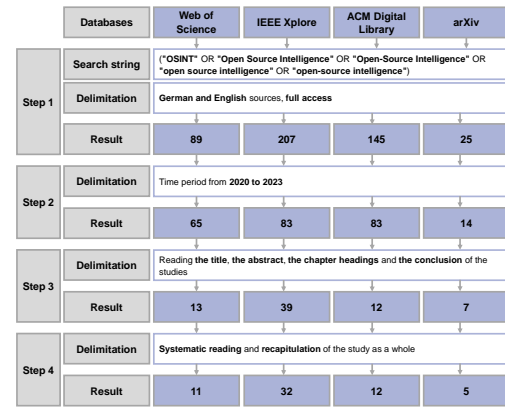 Databases
Web of
Science
IEEE Xplore
ACM Digital
Library
arXiv
Step 1
Search string
("OSINT" OR "Open Source Intelligence" OR "Open-Source Intelligence" OR
"open source intelligence" OR "open-source intelligence")
Delimitation
German and English sources, full access
Result
89
207
145
25
Step 2
Delimitation
Time period from 2020 to 2023
Result
65
83
83
14
Step 3
Delimitation
Reading the title, the abstract, the chapter headings and the conclusion of the
studies
Result
13
39
12
7
Step 4
Delimitation
Systematic reading and recapitulation of the study as a whole
Result
11
32
12
5